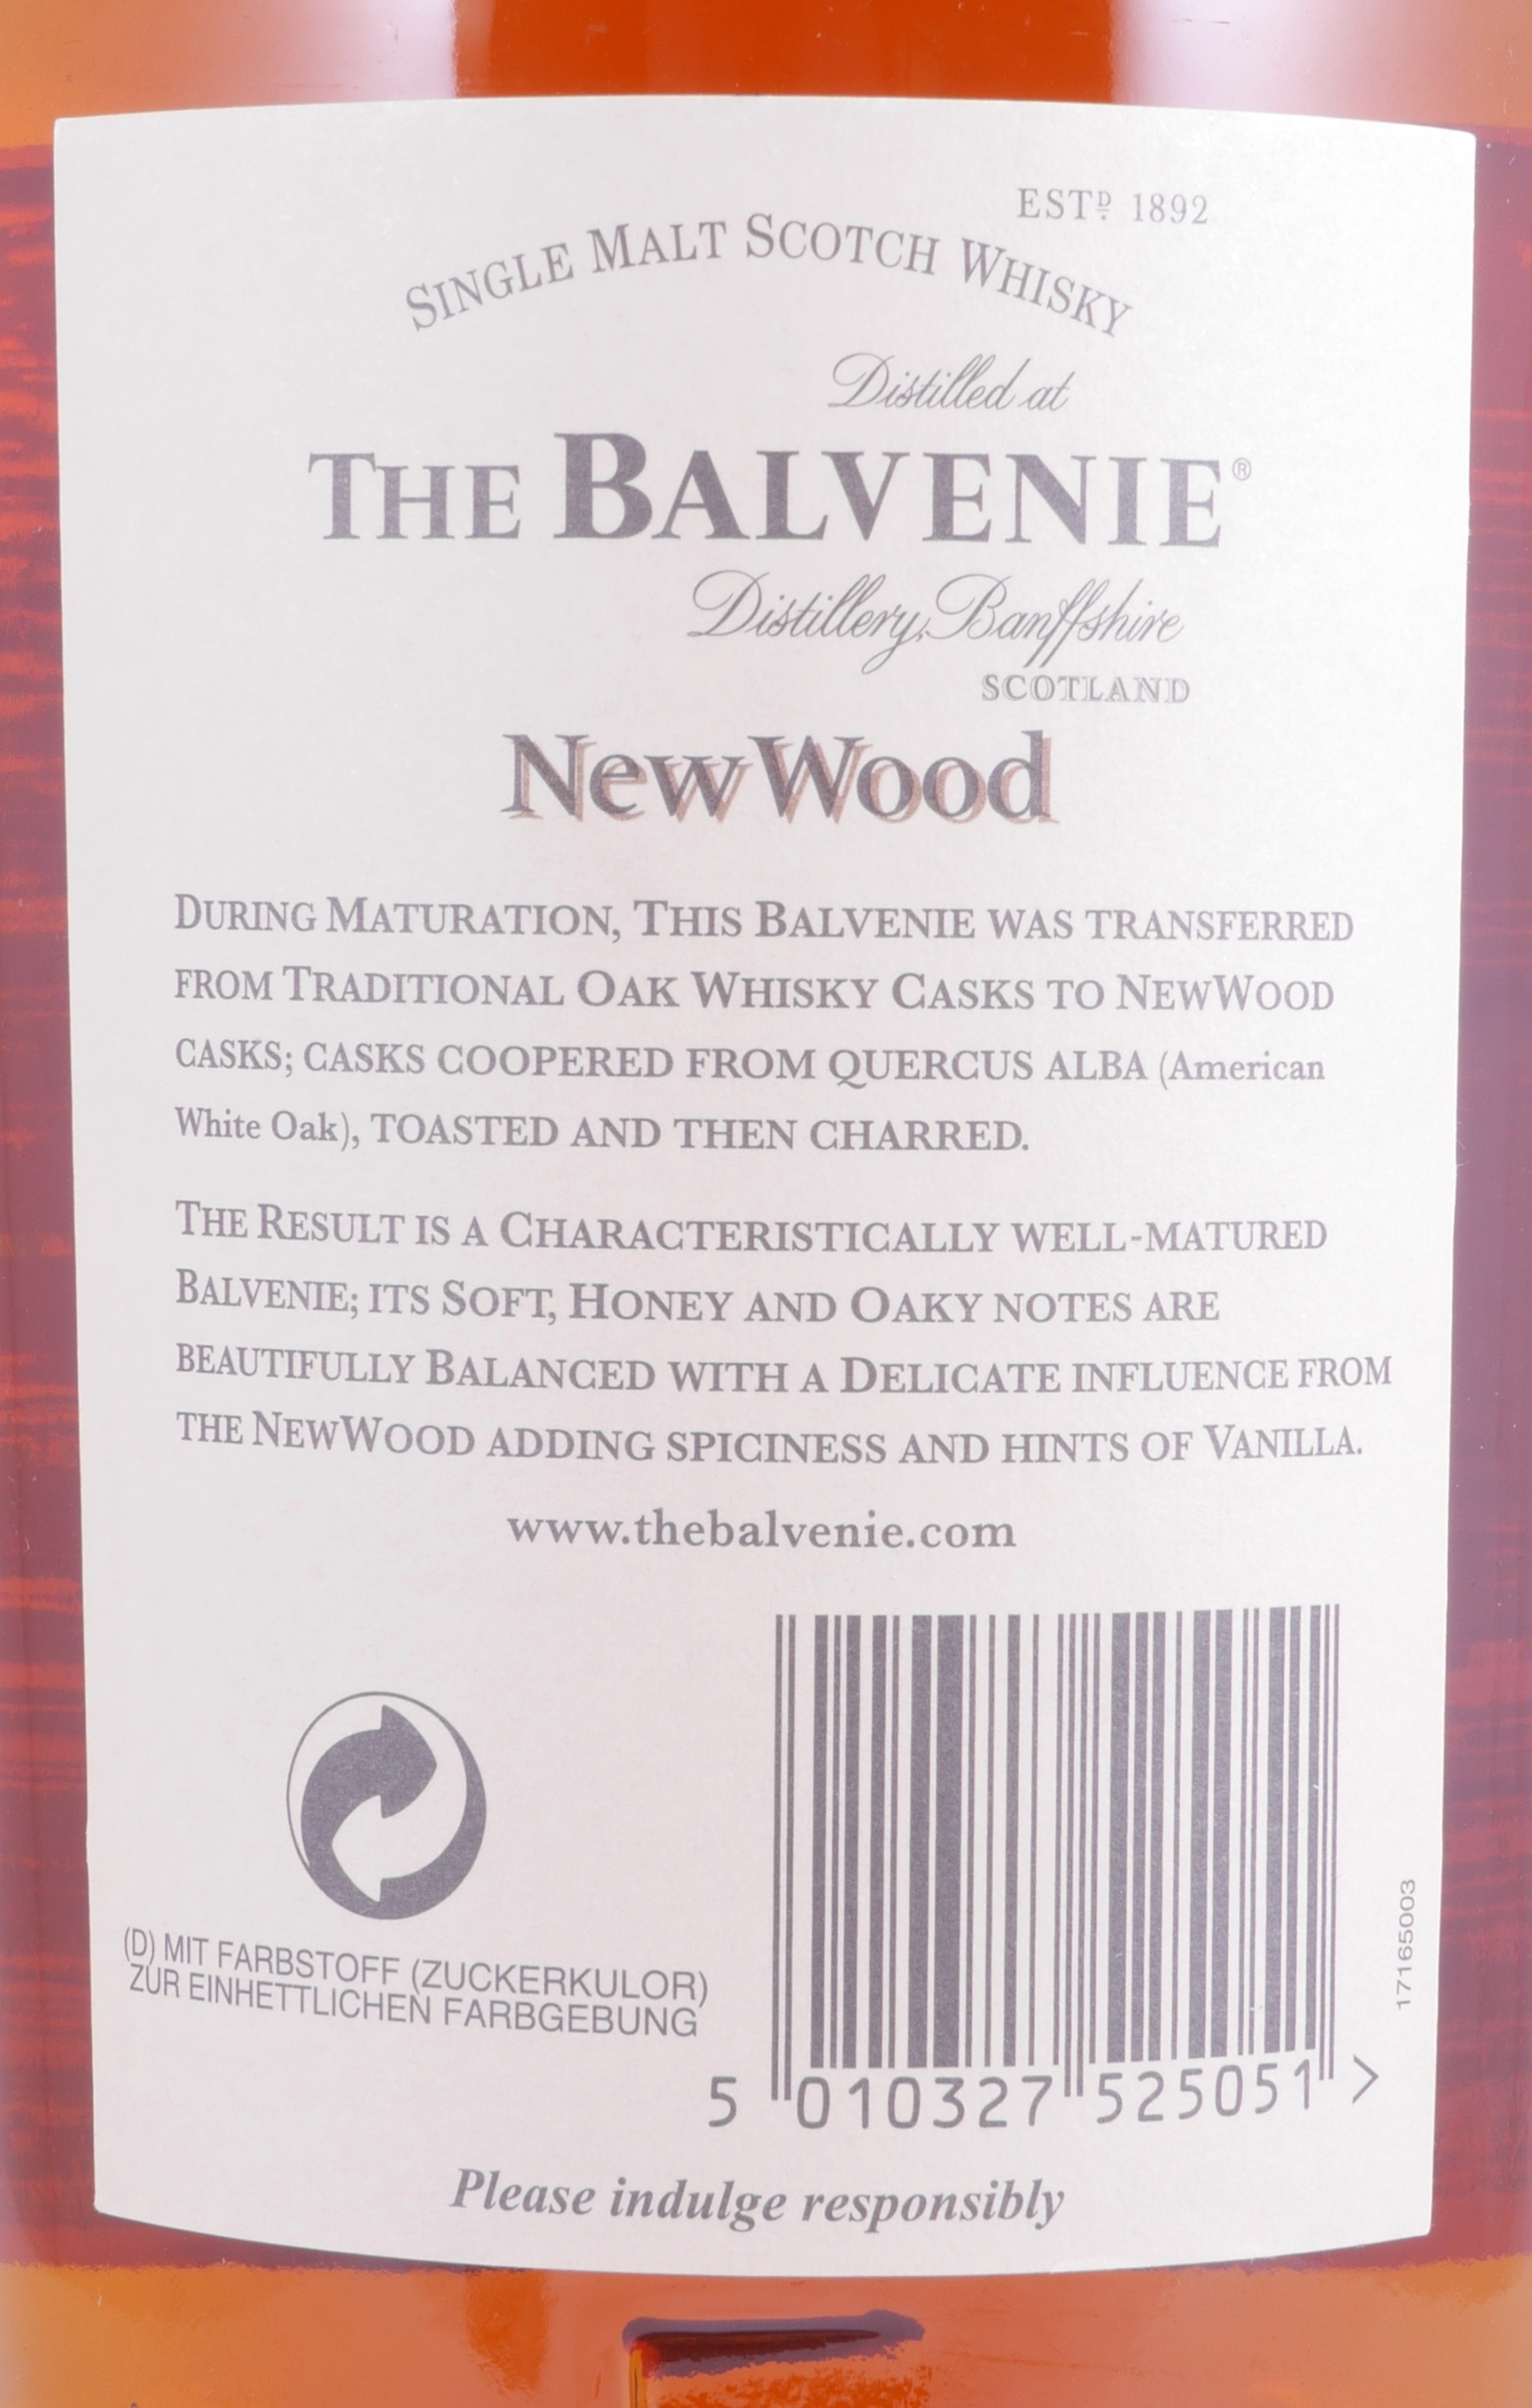 ESTD 1892
SINGLE MALT SCOTCH WHISKY
Distilled at
THE BALVENIE®
Distillery, Banffshire
SCOTLAND
NewWood
DURING MATURATION, THIS BALVENIE WAS TRANSFERRED
FROM TRADITIONAL OAK WHISKY CASKS TO NEWWOOD
CASKS; CASKS COOPERED FROM QUERCUS ALBA (American
White Oak), TOASTED AND THEN CHARRED.
THE RESULT IS A CHARACTERISTICALLY WELL-MATURED
BALVENIE; ITS SOFT, HONEY AND OAKY NOTES ARE
BEAUTIFULLY BALANCED WITH A DELICATE INFLUENCE FROM
THE NEWWOOD ADDING SPICINESS AND HINTS OF VANILLA.
www.thebalvenie.com
(D) MIT FARBSTOFF (ZUCKERKULOR)
ZUR EINHETTLICHEN FARBGEBUNG
5 010327 525051 >
17165003
Please indulge responsibly